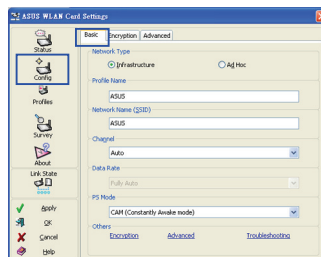 ASUS WLAN Card Settings
Status
Config
Profiles
Survey
About
Link State
Apply
OK
Cancel
Help
Basic Encryption Advanced
Network Type
Infrastructure Ad Hoc
Profile Name
ASUS
Network Name (SSID)
ASUS
Channel
Auto
Data Rate
Fully Auto
PS Mode
CAM (Constantly Awake mode)
Others
Encryption Advanced Troubleshooting